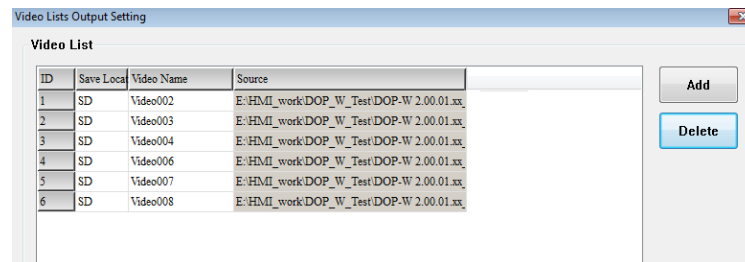 Video Lists Output Setting
Video List
ID Save Locat Video Name Source
1 SD Video002 E:\HMI_work\DOP_W_Test\DOP-W 2.00.01.xx_
2 SD Video003 E:\HMI_work\DOP_W_Test\DOP-W 2.00.01.xx_
3 SD Video004 E:\HMI_work\DOP_W_Test\DOP-W 2.00.01.xx_
4 SD Video006 E:\HMI_work\DOP_W_Test\DOP-W 2.00.01.xx_
5 SD Video007 E:\HMI_work\DOP_W_Test\DOP-W 2.00.01.xx_
6 SD Video008 E:\HMI_work\DOP_W_Test\DOP-W 2.00.01.xx_
Add
Delete